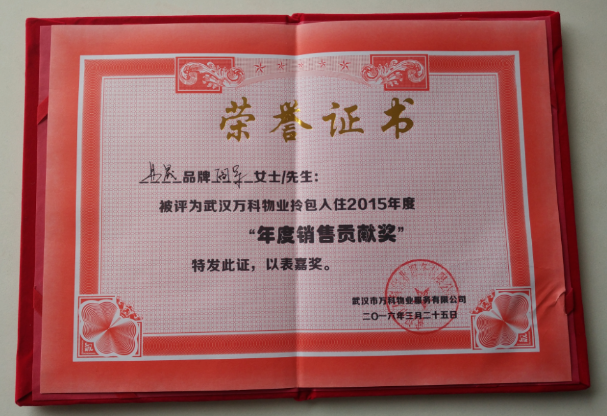 荣誉证书
品牌 女士/先生：
被评为武汉万科物业拎包入住2015年度
“年度销售贡献奖”
特发此证，以表嘉奖。
武汉市万科物业服务有限公司
二〇一六年三月二十五日